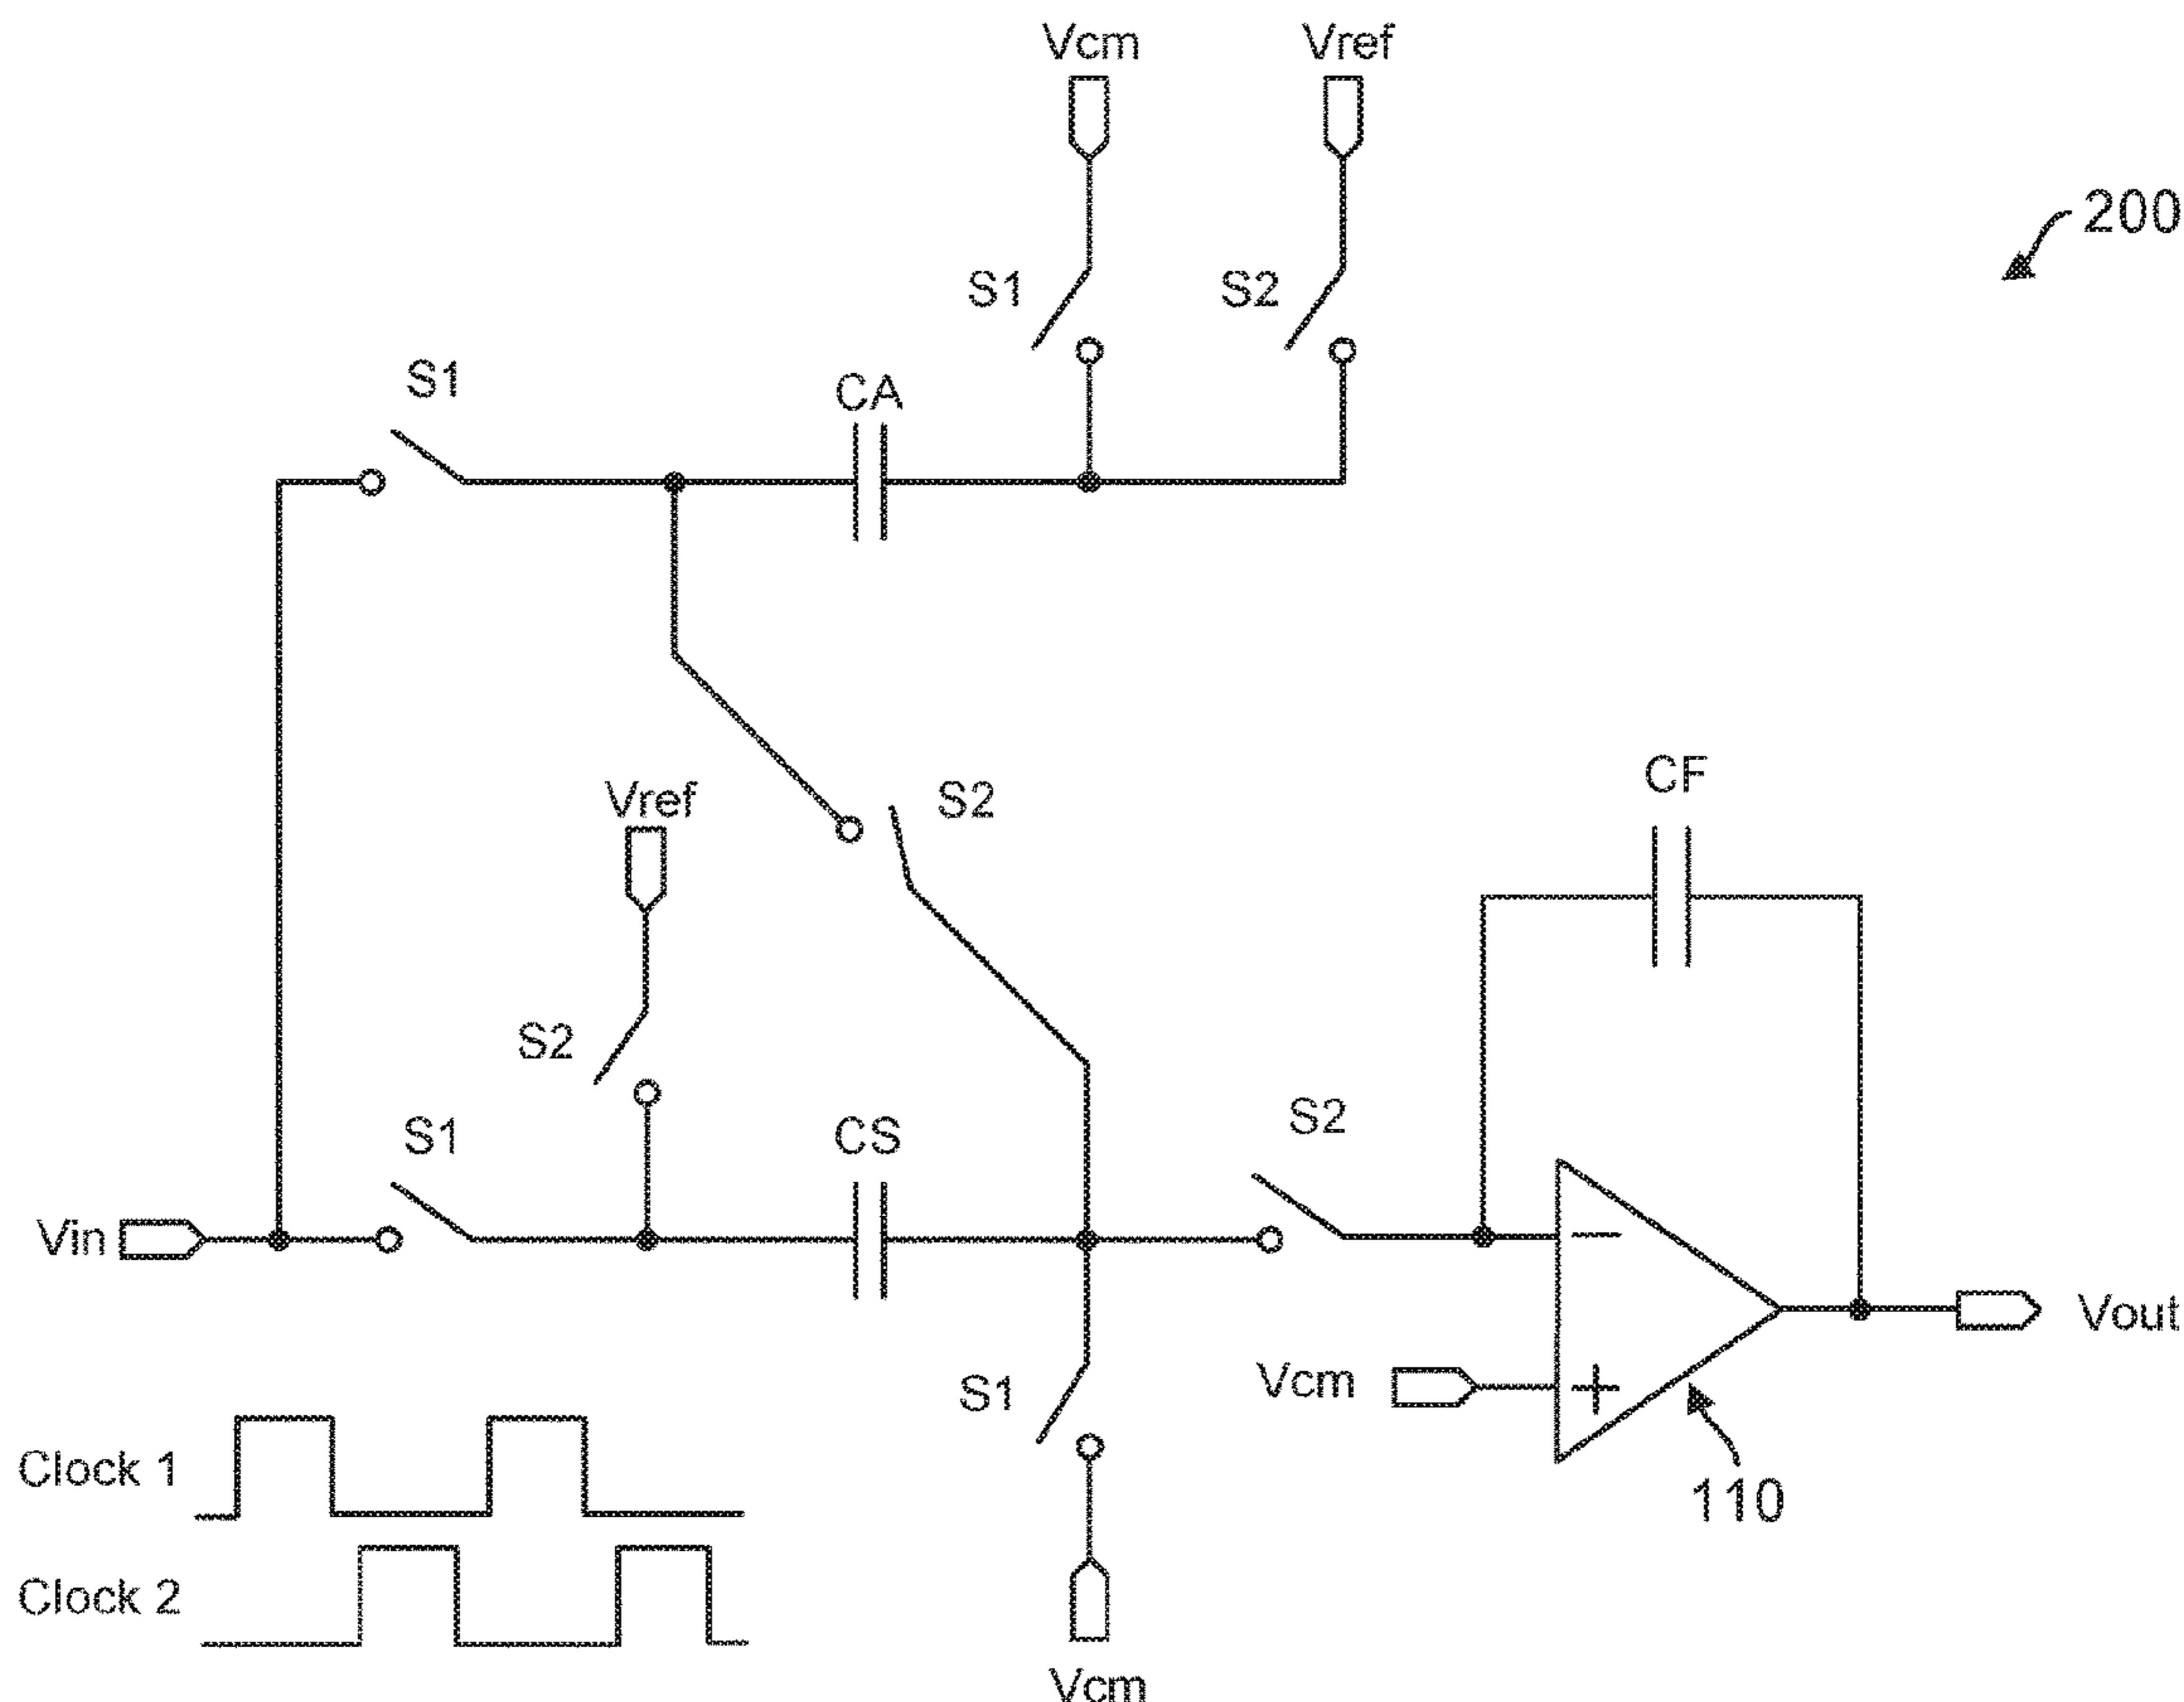 Vcm
Vref
200
S1
S2
S1
CA
Vref
S2
CF
S2
S1
CS
S2
Vin
Vout
S1
Vcm
110
Clock 1
Clock 2
Vcm